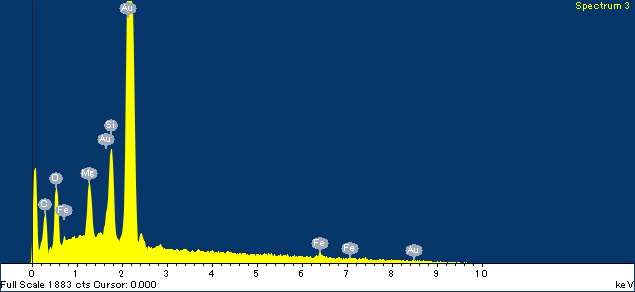 Spectrum 3
Au
Si
Au
Mg
O
Fe
Fe
Fe
Au
0 1 2 3 4 5 6 7 8 9 10
Full Scale 1883 cts Cursor: 0.000 keV